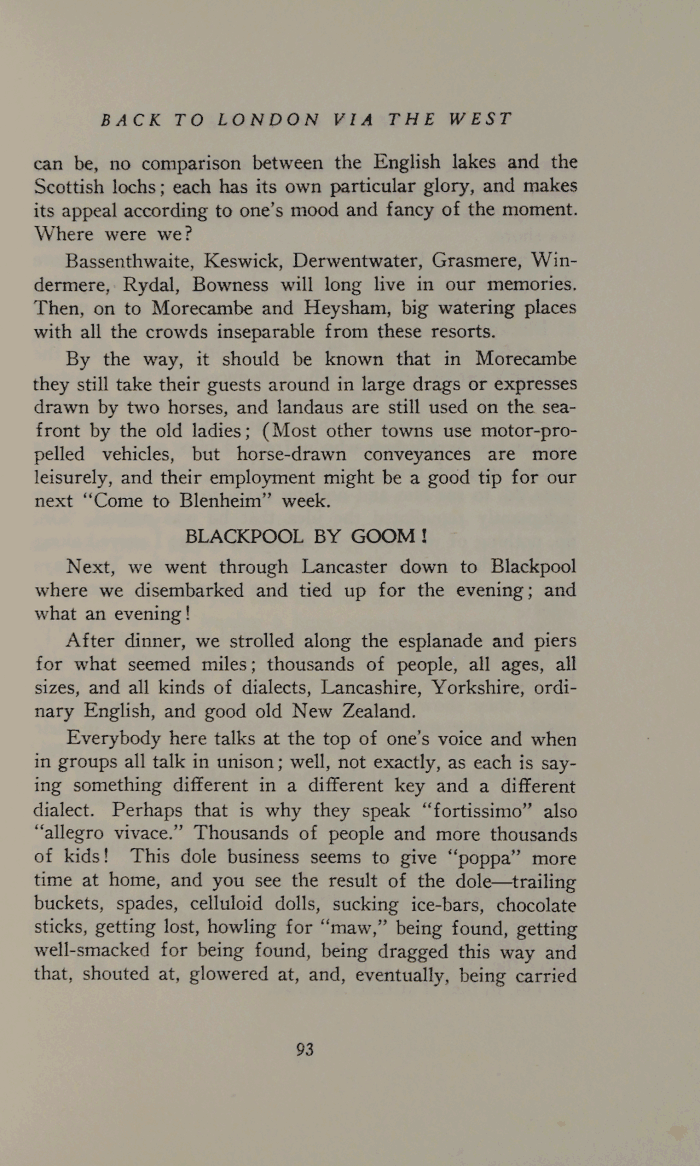 BACK TO LONDON VIA THE WEST
can be, no comparison between the English lakes and the
Scottish lochs; each has its own particular glory, and makes
its appeal according to one's mood and fancy of the moment.
Where were we?
Bassenthwaite, Keswick, Derwentwater, Grasmere, Win-
dermere, Rydal, Bowness will long live in our memories.
Then, on to Morecambe and Heysham, big watering places
with all the crowds inseparable from these resorts.
By the way, it should be known that in Morecambe
they still take their guests around in large drags or expresses
drawn by two horses, and landaus are still used on the sea-
front by the old ladies; (Most other towns use motor-pro-
pelled vehicles, but horse-drawn conveyances are more
leisurely, and their employment might be a good tip for our
next “Come to Blenheim” week.
BLACKPOOL BY GOOM!
Next, we went through Lancaster down to Blackpool
where we disembarked and tied up for the evening; and
what an evening!
After dinner, we strolled along the esplanade and piers
for what seemed miles; thousands of people, all ages, all
sizes, and all kinds of dialects, Lancashire, Yorkshire, ordi-
nary English, and good old New Zealand.
Everybody here talks at the top of one's voice and when
in groups all talk in unison; well, not exactly, as each is say-
ing something different in a different key and a different
dialect. Perhaps that is why they speak “fortissimo” also
“allegro vivace.” Thousands of people and more thousands
of kids! This dole business seems to give “poppa” more
time at home, and you see the result of the dole—trailing
buckets, spades, celluloid dolls, sucking ice-bars, chocolate
sticks, getting lost, howling for “maw,” being found, getting
well-smacked for being found, being dragged this way and
that, shouted at, glowered at, and, eventually, being carried
93